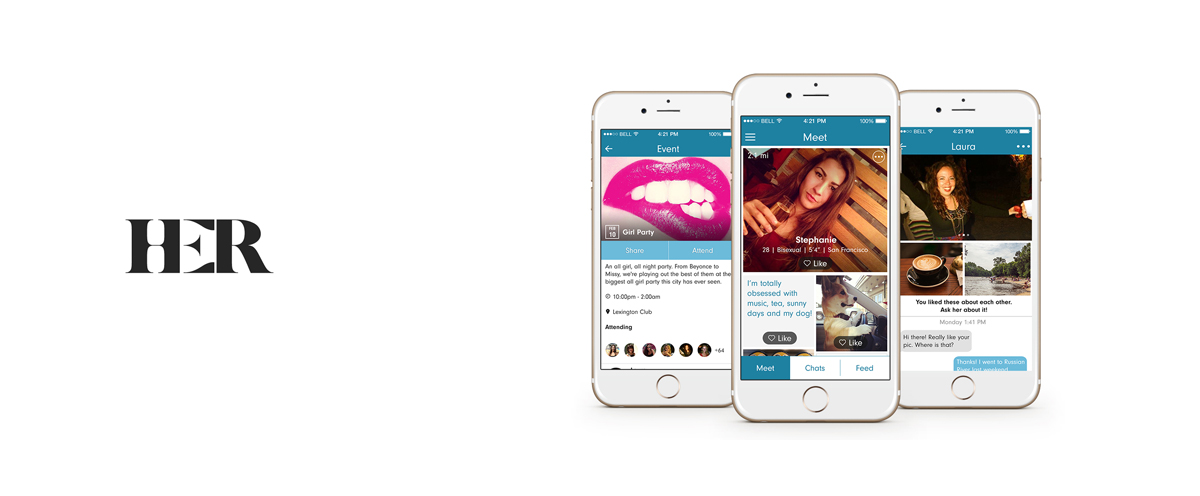 HER
BELL 4:21 PM 100%
Event
FEB
10
Girl Party
Share Attend
An all girl, all night party. From Beyonce to
Missy, we're playing out the best of them at the
biggest all girl party this city has ever seen.
10:00pm - 2:00am
Lexington Club
Attending
+64
BELL 4:21 PM 100%
Meet
2.1 mi
Stephanie
28 | Bisexual | 5'4" | San Francisco
Like
I'm totally
obsessed with
music, tea, sunny
days and my dog!
Like
Like
Meet Chats Feed
BELL 4:21 PM 100%
Laura
You liked these about each other.
Ask her about it!
Monday 1:41 PM
Hi there! Really like your
pic. Where is that?
Thanks! I went to Russian
River last weekend